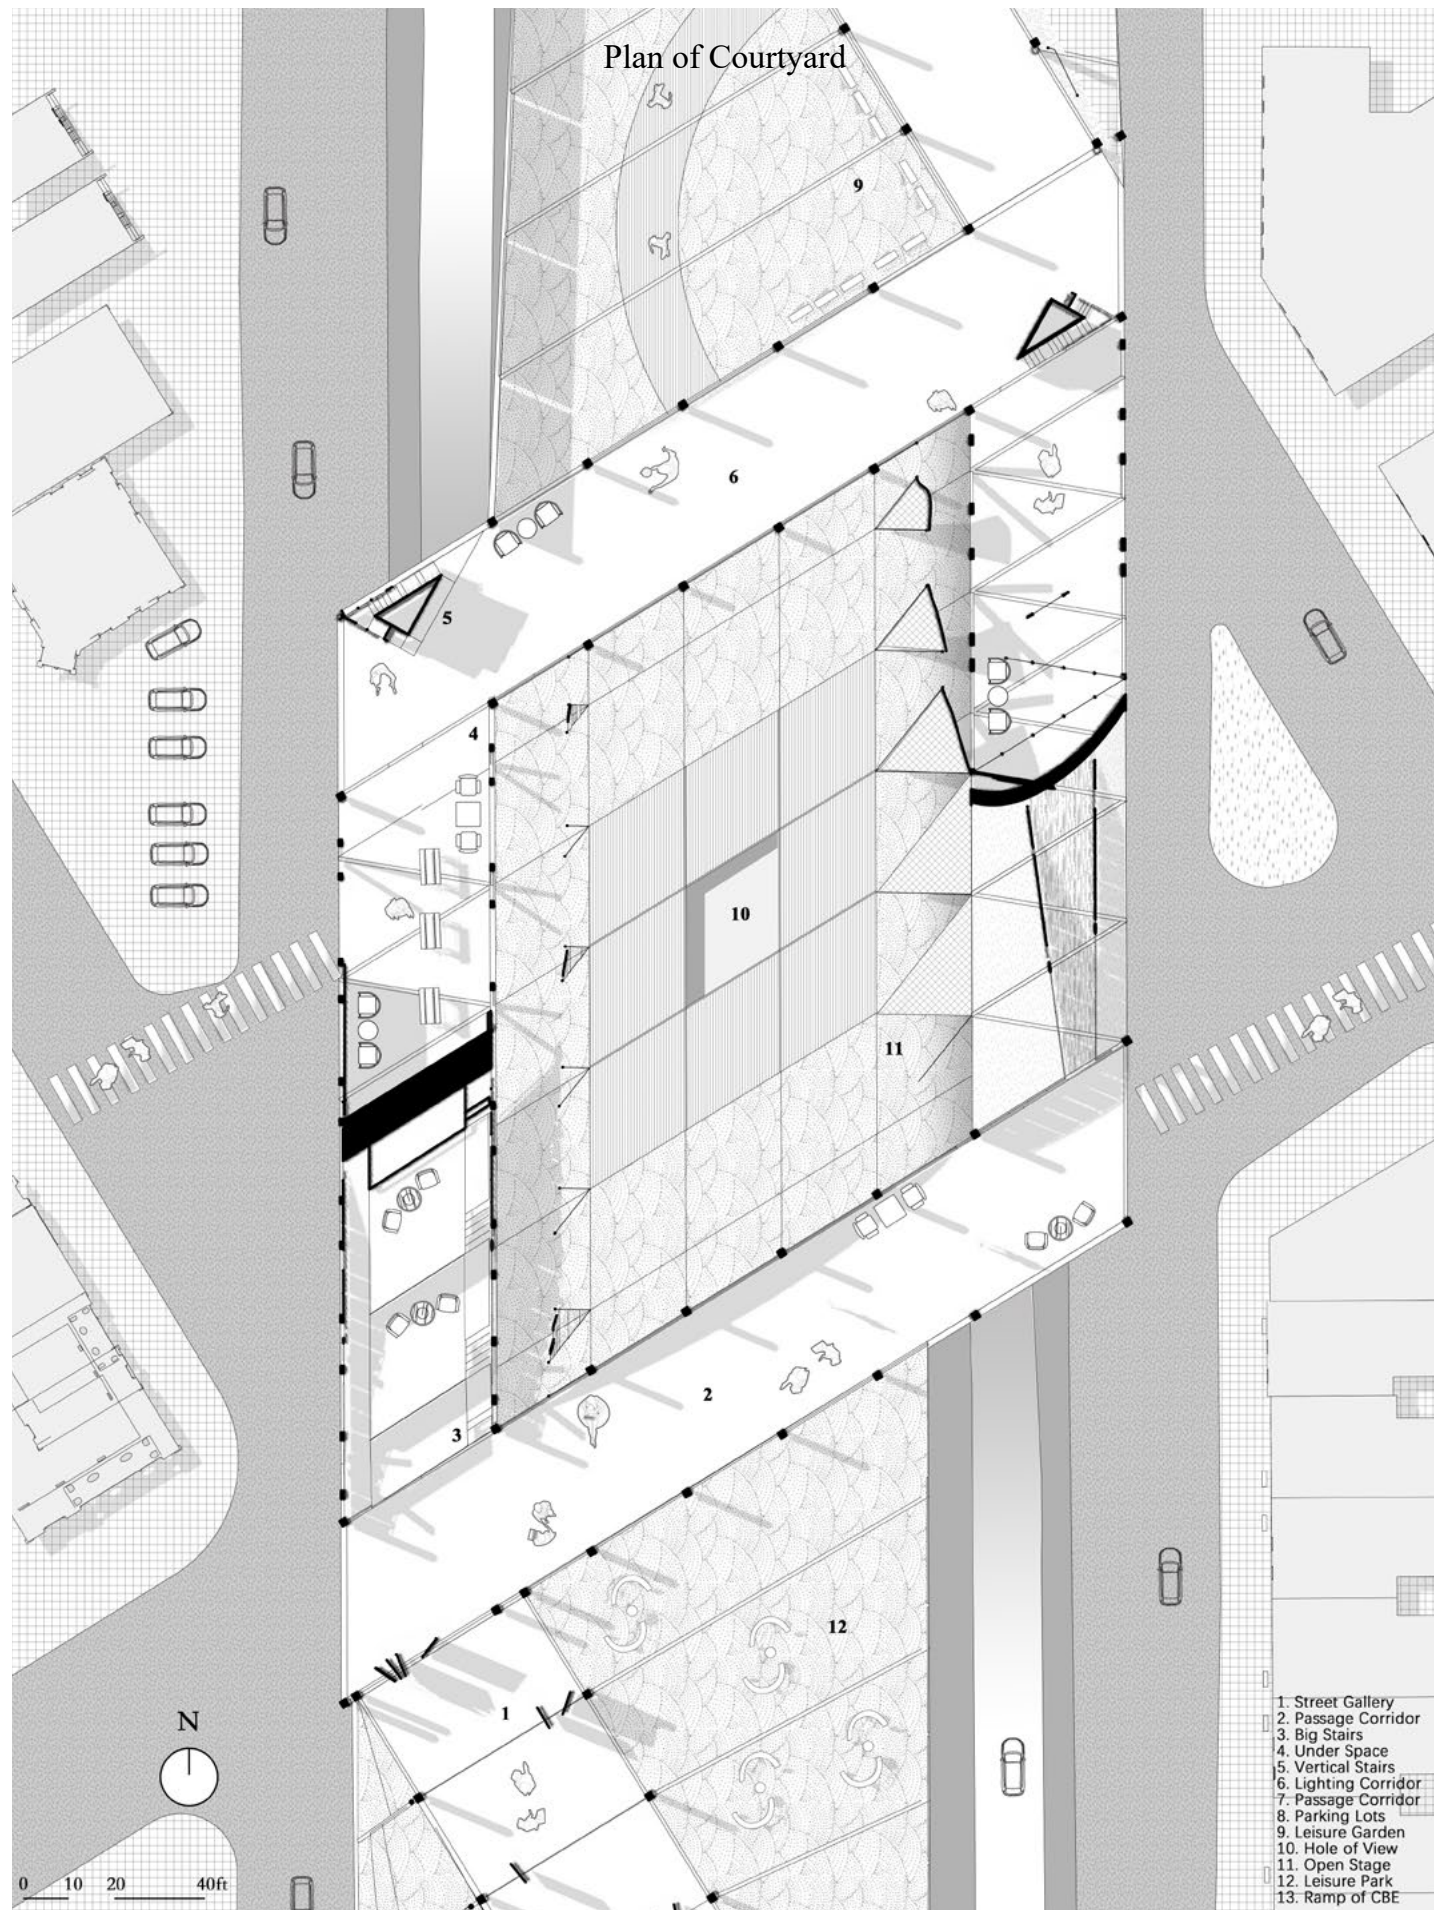 Plan of Courtyard
9
6
5
4
10
11
2
3
12
1
N
0 10 20 40ft
1. Street Gallery
2. Passage Corridor
3. Big Stairs
4. Under Space
5. Vertical Stairs
6. Lighting Corridor
7. Passage Corridor
8. Parking Lots
9. Leisure Garden
10. Hole of View
11. Open Stage
12. Leisure Park
13. Ramp of CBE